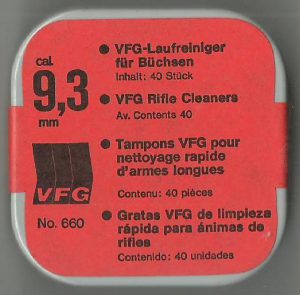 cal.
9,3
mm
VFG
No. 660
● VFG-Laufreiniger
für Büchsen
Inhalt: 40 Stück
● VFG Rifle Cleaners
Av. Contents 40
● Tampons VFG pour
nettoyage rapide
d'armes longues
Contenu: 40 pièces
● Gratas VFG de limpieza
rápida para ánimas de
rifles
Contenido: 40 unidades